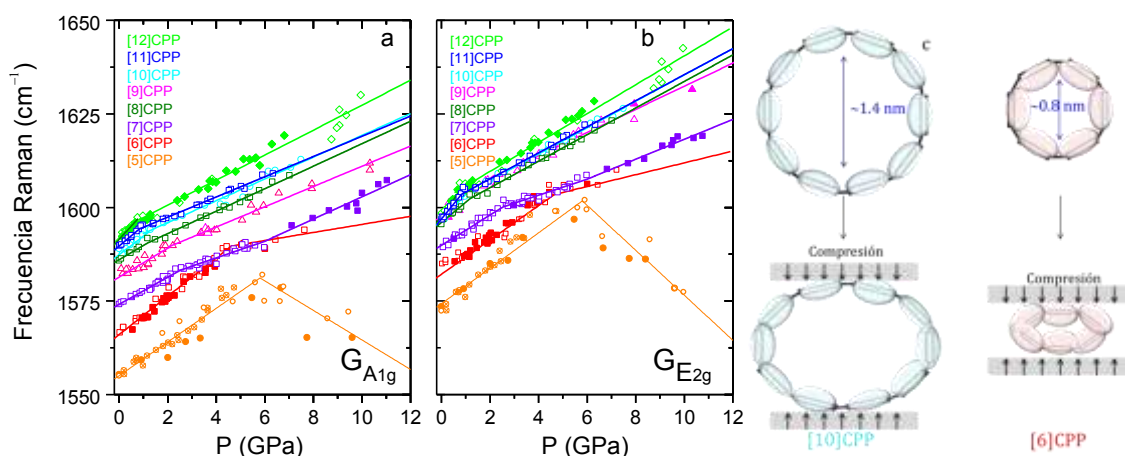 Frecuencia Raman (cm⁻¹)
1650
1625
1600
1575
1550
a
[12]CPP
[11]CPP
[10]CPP
[9]CPP
[8]CPP
[7]CPP
[6]CPP
[5]CPP
G_A1g
0 2 4 6 8 10 12
P (GPa)
b
[12]CPP
[11]CPP
[10]CPP
[9]CPP
[8]CPP
[7]CPP
[6]CPP
[5]CPP
G_E2g
0 2 4 6 8 10 12
P (GPa)
c
~1.4 nm
~0.8 nm
Compresión
Compresión
[10]CPP
[6]CPP